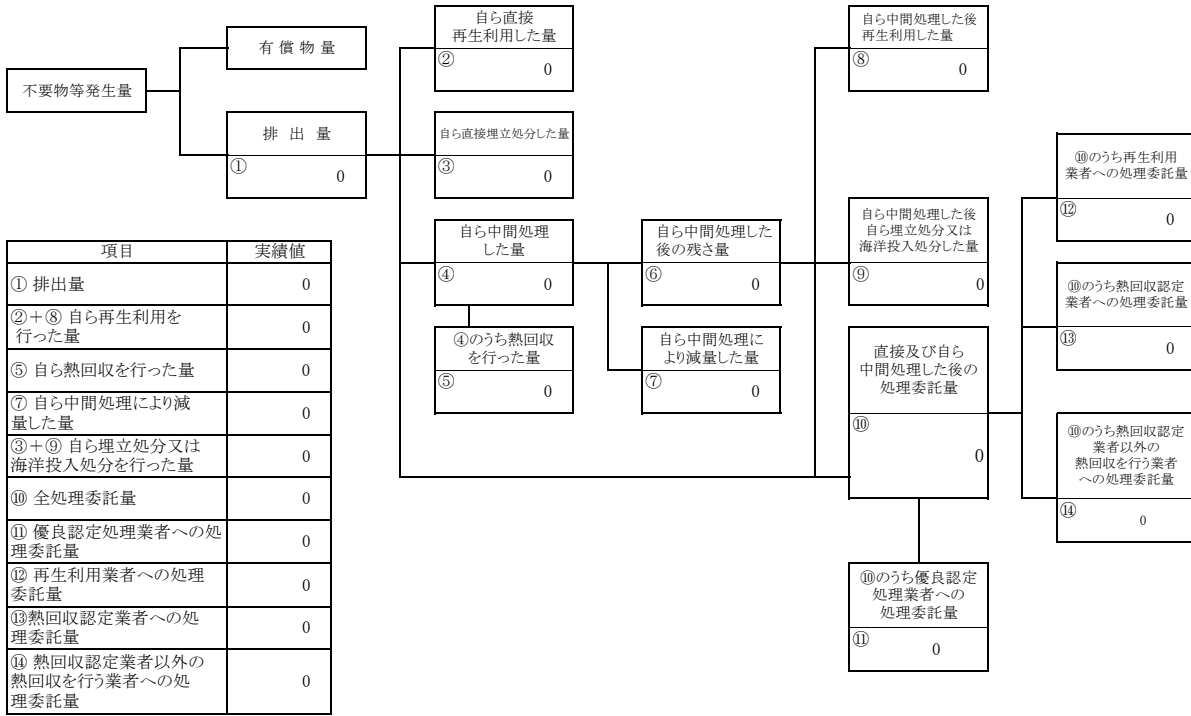 不要物等発生量
有 償 物 量
排 出 量
①
0
自ら直接
再生利用した量
②
0
自ら直接埋立処分した量
③
0
自ら中間処理
した量
④
0
④のうち熱回収
を行った量
⑤
0
自ら中間処理した
後の残さ量
⑥
0
自ら中間処理に
より減量した量
⑦
0
自ら中間処理した後
再生利用した量
⑧
0
自ら中間処理した後
自ら埋立処分又は
海洋投入処分した量
⑨
0
直接及び自ら
中間処理した後の
処理委託量
⑩
0
⑩のうち優良認定
処理業者への
処理委託量
⑪
0
⑩のうち再生利用
業者への処理委託量
⑫
0
⑩のうち熱回収認定
業者への処理委託量
⑬
0
⑩のうち熱回収認定
業者以外の
熱回収を行う業者
への処理委託量
⑭
0
項目 実績値
① 排出量 0
②+⑧ 自ら再生利用を
行った量 0
⑤ 自ら熱回収を行った量 0
⑦ 自ら中間処理により減
量した量 0
③+⑨ 自ら埋立処分又は
海洋投入処分を行った量 0
⑩ 全処理委託量 0
⑪ 優良認定処理業者への処
理委託量 0
⑫ 再生利用業者への処理
委託量 0
⑬熱回収認定業者への処
理委託量 0
⑭ 熱回収認定業者以外の
熱回収を行う業者への処
理委託量 0